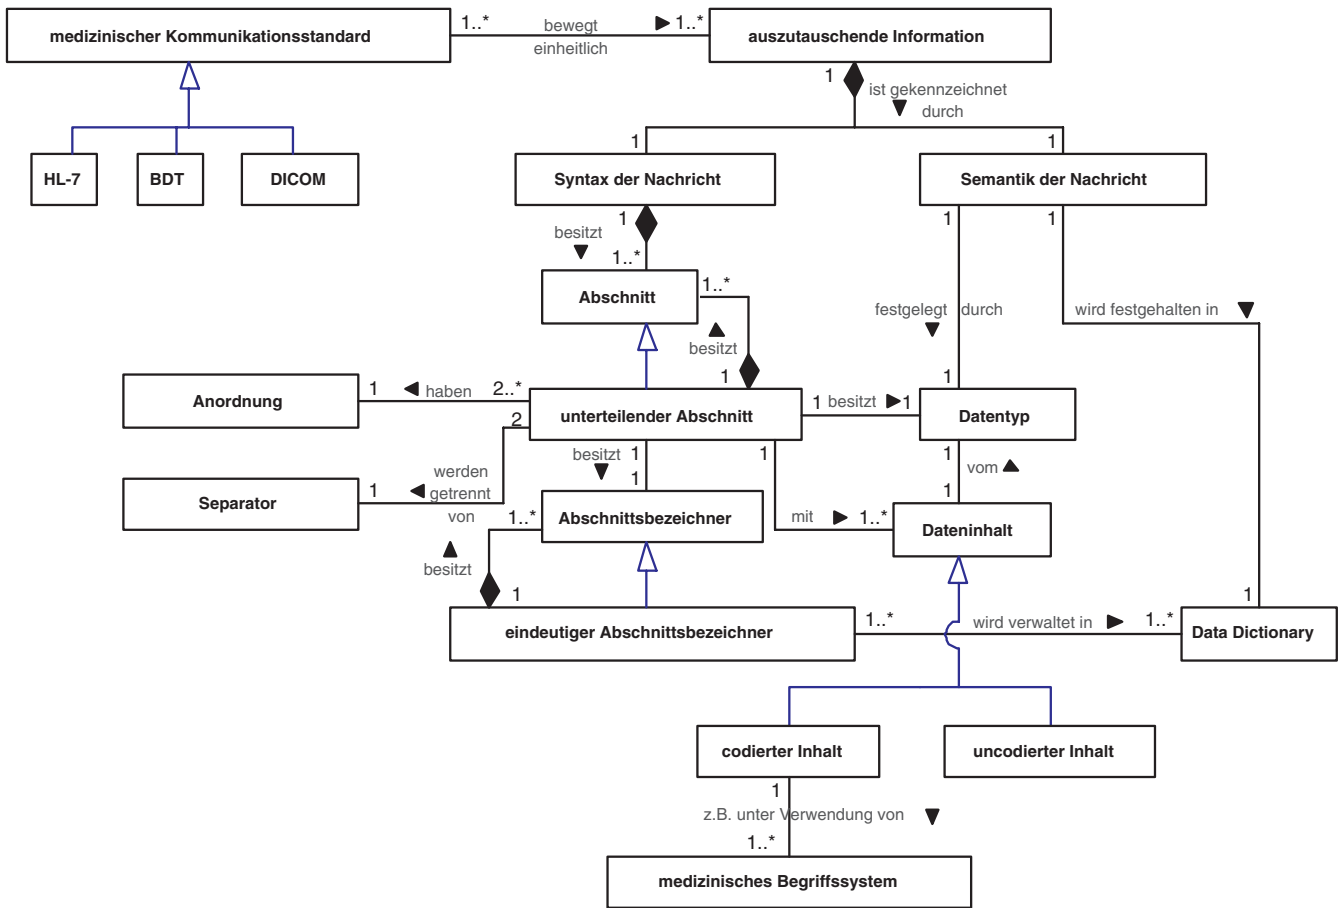 medizinischer Kommunikationsstandard
1..*
bewegt
einheitlich
1..*
auszutauschende Information
1
ist gekennzeichnet
durch
1
1
HL-7
BDT
DICOM
Syntax der Nachricht
Semantik der Nachricht
1
besitzt
1..*
1
1
Abschnitt
1..*
besitzt
1
festgelegt durch
wird festgehalten in
1
Anordnung
1
haben
2..*
unterteilender Abschnitt
1 besitzt 1
Datentyp
2
werden
getrennt
von
1
Separator
besitzt
1
1
1
1
vom
1
Abschnittsbezeichner
1..*
besitzt
1
mit
1..*
Dateninhalt
1
eindeutiger Abschnittsbezeichner
1..*
wird verwaltet in
1..*
Data Dictionary
codierter Inhalt
uncodierter Inhalt
1
z.B. unter Verwendung von
1..*
medizinisches Begriffssystem